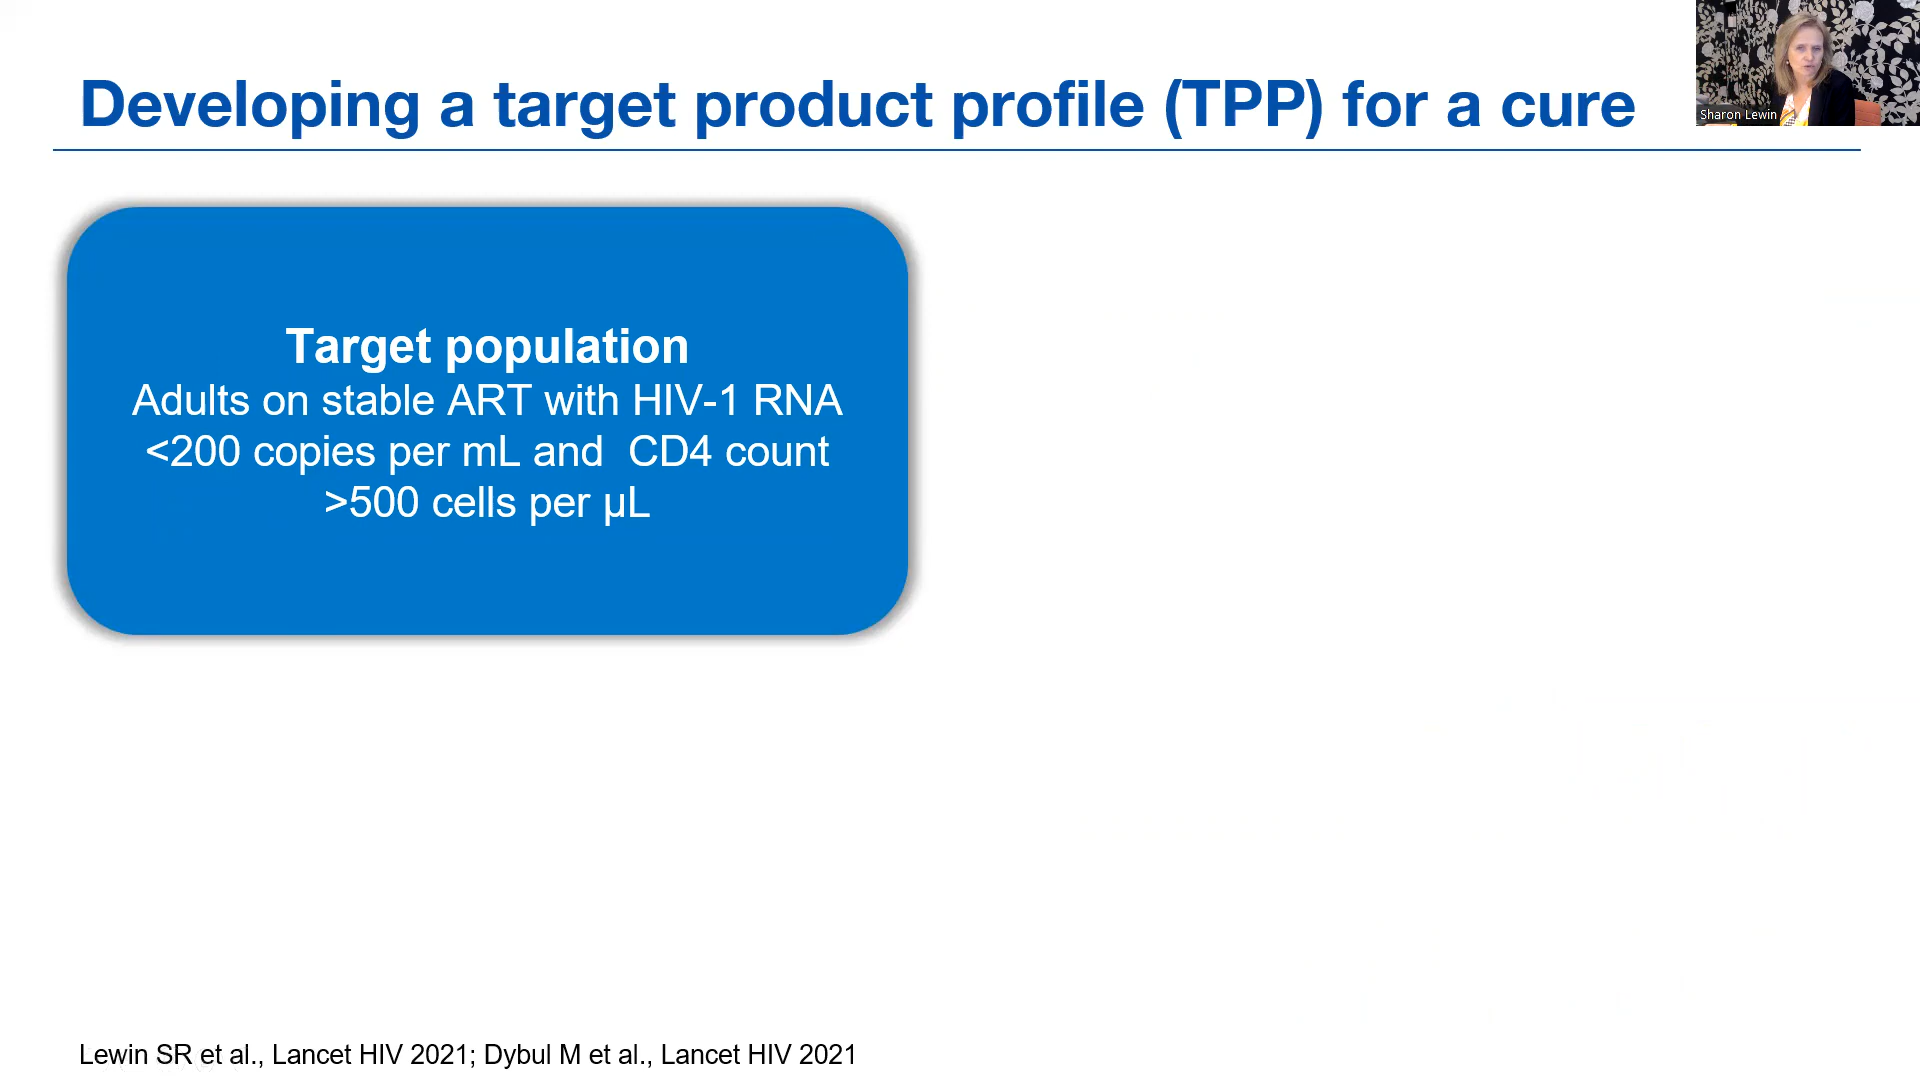 Developing a target product profile (TPP) for a cure
Sharon Lewin
Target population
Adults on stable ART with HIV-1 RNA
<200 copies per mL and  CD4 count
>500 cells per µL
Lewin SR et al., Lancet HIV 2021; Dybul M et al., Lancet HIV 2021